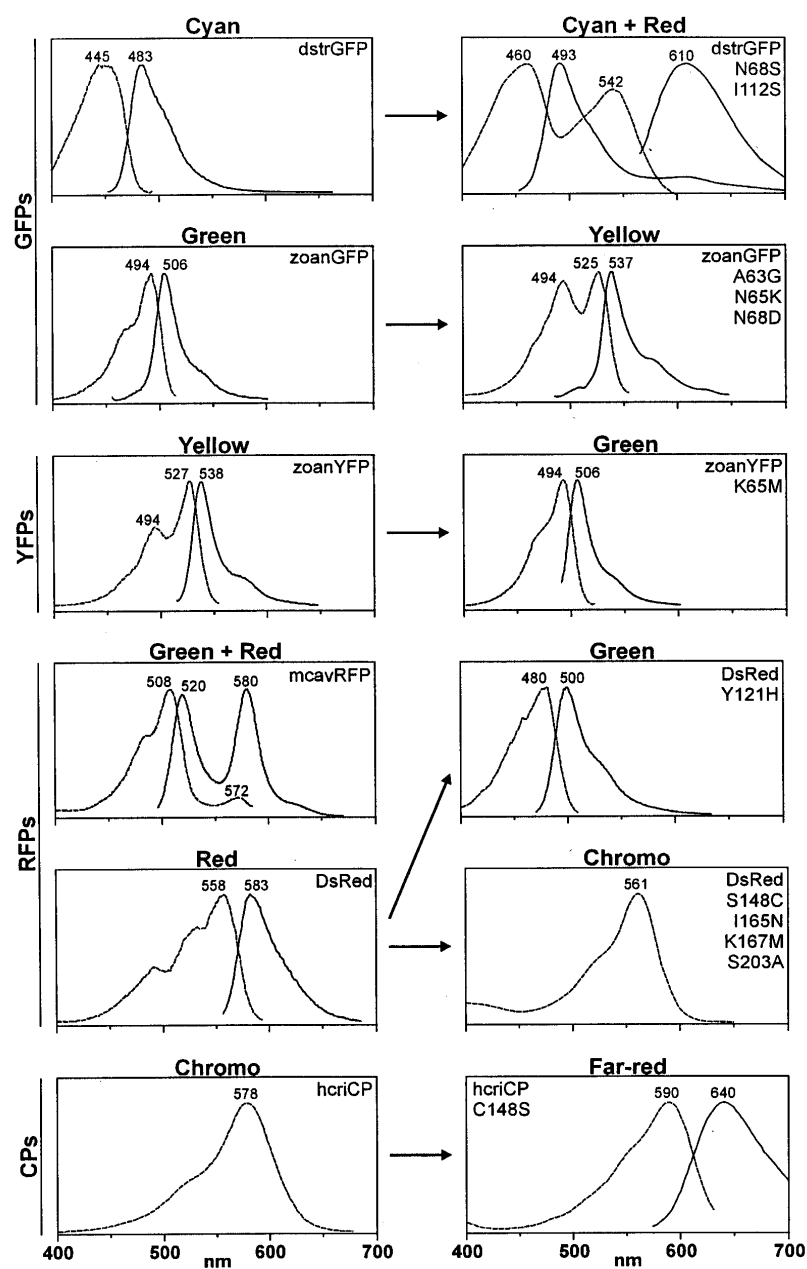 Cyan
dstrGFP
445 483
Cyan + Red
dstrGFP
N68S
I112S
460 493 542 610
GFPs
Green
zoanGFP
494 506
Yellow
zoanGFP
A63G
N65K
N68D
494 525 537
YFPs
Yellow
zoanYFP
494 527 538
Green
zoanYFP
K65M
494 506
RFPs
Green + Red
mcavRFP
508 520 580
572
Green
DsRed
Y121H
480 500
Red
DsRed
558 583
Chromo
DsRed
S148C
I165N
K167M
S203A
561
CPs
Chromo
hcriCP
578
Far-red
hcriCP
C148S
590 640
400 500 600 700
nm
400 500 600 700
nm